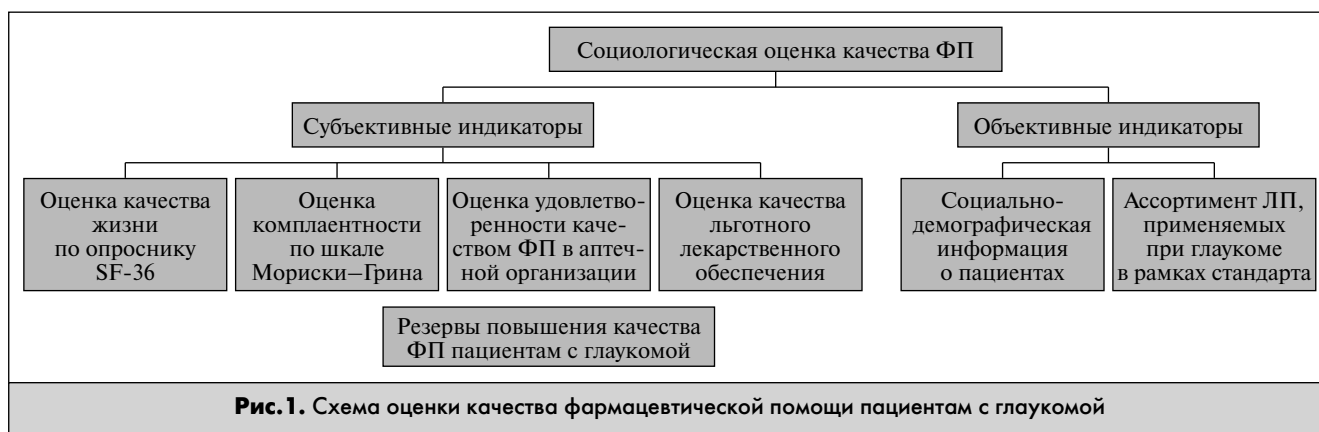 Социологическая оценка качества ФП
Субъективные индикаторы
Объективные индикаторы
Оценка качества
жизни
по опроснику
SF-36
Оценка
комплаентности
по шкале
Мориски–Грина
Оценка удовлетво-
ренности каче-
ством ФП в аптеч-
ной организации
Оценка качества
льготного
лекарственного
обеспечения
Социально-
демографическая
информация
о пациентах
Ассортимент ЛП,
применяемых
при глаукоме
в рамках стандарта
Резервы повышения качества
ФП пациентам с глаукомой
Рис.1. Схема оценки качества фармацевтической помощи пациентам с глаукомой